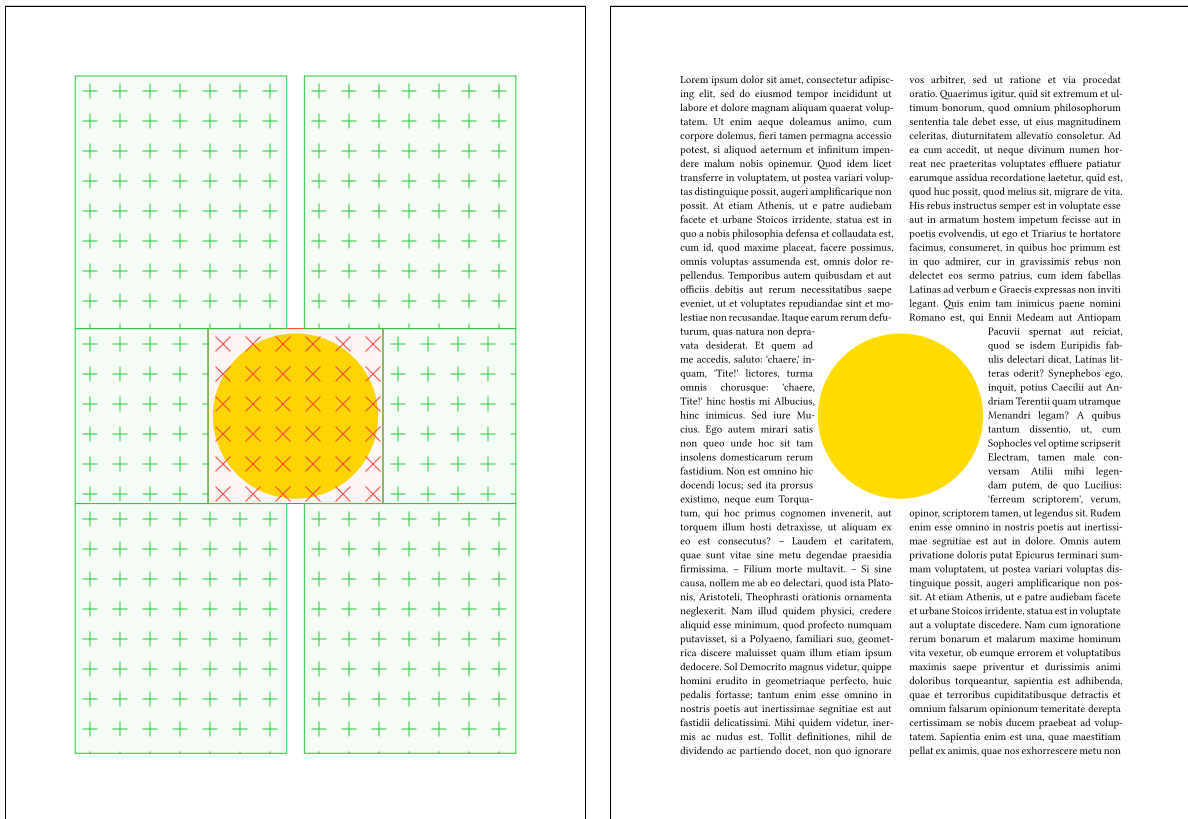 Lorem ipsum dolor sit amet, consectetur adipisc-
ing elit, sed do eiusmod tempor incididunt ut
labore et dolore magnam aliquam quaerat volup-
tatem. Ut enim aeque doleamus animo, cum
corpore dolemus, fieri tamen permagna accessio
potest, si aliquod aeternum et infinitum impen-
dere malum nobis opinemur. Quod idem licet
transferre in voluptatem, ut postea variari volup-
tas distinguique possit, augeri amplificarique non
possit. At etiam Athenis, ut e patre audiebam
facete et urbane Stoicos irridente, statua est in
quo a nobis philosophia defensa et collaudata est,
cum id, quod maxime placeat, facere possimus,
omnis voluptas assumenda est, omnis dolor re-
pellendus. Temporibus autem quibusdam et aut
officiis debitis aut rerum necessitatibus saepe
eveniet, ut et voluptates repudiandae sint et mo-
lestiae non recusandae. Itaque earum rerum defu-
turum, quas natura non depra-
vata desiderat. Et quem ad
me accedis, saluto: 'chaere,' in-
quam, 'Tite!' lictores, turma
omnis chorusque: 'chaere,
Tite!' hinc hostis mi Albucius,
hinc inimicus. Sed iure Mu-
cius. Ego autem mirari satis
non queo unde hoc sit tam
insolens domesticarum rerum
fastidium. Non est omnino hic
docendi locus; sed ita prorsus
existimo, neque eum Torqua-
tum, qui hoc primus cognomen invenerit, aut
torquem illum hosti detraxisse, ut aliquam ex
eo est consecutus? – Laudem et caritatem,
quae sunt vitae sine metu degendae praesidia
firmissima. – Filium morte multavit. – Si sine
causa, nollem me ab eo delectari, quod ista Plato-
nis, Aristoteli, Theophrasti orationis ornamenta
neglexerit. Nam illud quidem physici, credere
aliquid esse minimum, quod profecto numquam
putavisset, si a Polyaeno, familiari suo, geomet-
rica discere maluisset quam illum etiam ipsum
dedocere. Sol Democrito magnus videtur, quippe
homini erudito in geometriaque perfecto, huic
pedalis fortasse; tantum enim esse omnino in
nostris poetis aut inertissimae segnitiae est aut
fastidii delicatissimi. Mihi quidem videtur, iner-
mis ac nudus est. Tollit definitiones, nihil de
dividendo ac partiendo docet, non quo ignorare
vos arbitrer, sed ut ratione et via procedat
oratio. Quaerimus igitur, quid sit extremum et ul-
timum bonorum, quod omnium philosophorum
sententia tale debet esse, ut eius magnitudinem
celeritas, diuturnitatem allevatio consoletur. Ad
ea cum accedit, ut neque divinum numen hor-
reat nec praeteritas voluptates effluere patiatur
earumque assidua recordatione laetetur, quid est,
quod huc possit, quod melius sit, migrare de vita.
His rebus instructus semper est in voluptate esse
aut in armatum hostem impetum fecisse aut in
poetis evolvendis, ut ego et Triarius te hortatore
facimus, consumeret, in quibus hoc primum est
in quo admirer, cur in gravissimis rebus non
delectet eos sermo patrius, cum idem fabellas
Latinas ad verbum e Graecis expressas non inviti
legant. Quis enim tam inimicus paene nomini
Romano est, qui Ennii Medeam aut Antiopam
Pacuvii spernat aut reiciat,
quod se isdem Euripidis fab-
ulis delectari dicat, Latinas lit-
teras oderit? Synephebos ego,
inquit, potius Caecilii aut An-
driam Terentii quam utramque
Menandri legam? A quibus
tantum dissentio, ut, cum
Sophocles vel optime scripserit
Electram, tamen male con-
versam Atilii mihi legen-
dam putem, de quo Lucilius:
'ferreum scriptorem', verum,
opinor, scriptorem tamen, ut legendus sit. Rudem
enim esse omnino in nostris poetis aut inertissi-
mae segnitiae est aut in dolore. Omnis autem
privatione doloris putat Epicurus terminari sum-
mam voluptatem, ut postea variari voluptas dis-
tinguique possit, augeri amplificarique non pos-
sit. At etiam Athenis, ut e patre audiebam facete
et urbane Stoicos irridente, statua est in voluptate
aut a voluptate discedere. Nam cum ignoratione
rerum bonarum et malarum maxime hominum
vita vexetur, ob eumque errorem et voluptatibus
maximis saepe priventur et durissimis animi
doloribus torqueantur, sapientia est adhibenda,
quae et terroribus cupiditatibusque detractis et
omnium falsarum opinionum temeritate derepta
certissimam se nobis ducem praebeat ad volup-
tatem. Sapientia enim est una, quae maestitiam
pellat ex animis, quae nos exhorrescere metu non